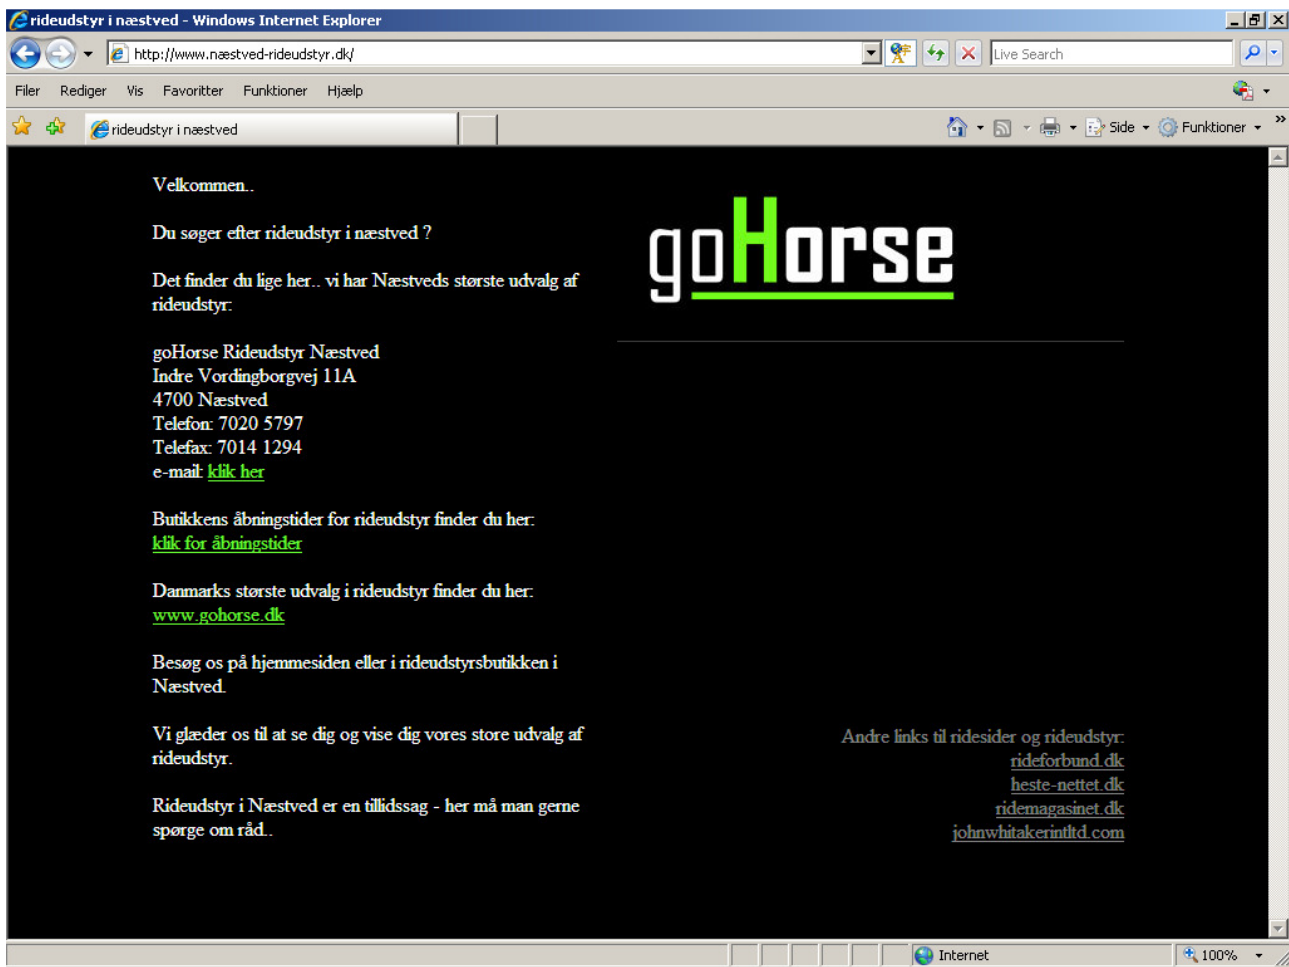 rideudstyr i næstved - Windows Internet Explorer
http://www.næstved-rideudstyr.dk/
Live Search
Filer Rediger Vis Favoritter Funktioner Hjælp
rideudstyr i næstved
Side Funktioner
Velkommen..
Du søger efter rideudstyr i næstved ?
Det finder du lige her.. vi har Næstveds største udvalg af
rideudstyr:
goHorse Rideudstyr Næstved
Indre Vordingborgvej 11A
4700 Næstved
Telefon: 7020 5797
Telefax: 7014 1294
e-mail: klik her
Butikkens åbningstider for rideudstyr finder du her:
klik for åbningstider
Danmarks største udvalg i rideudstyr finder du her:
www.gohorse.dk
Besøg os på hjemmesiden eller i rideudstyrsbutikken i
Næstved.
Vi glæder os til at se dig og vise dig vores store udvalg af
rideudstyr.
Rideudstyr i Næstved er en tillidssag - her må man gerne
spørge om råd..
goHorse
Andre links til ridesider og rideudstyr:
rideforbund.dk
heste-nettet.dk
ridemagasinet.dk
johnwhitakerintltd.com
Internet
100%